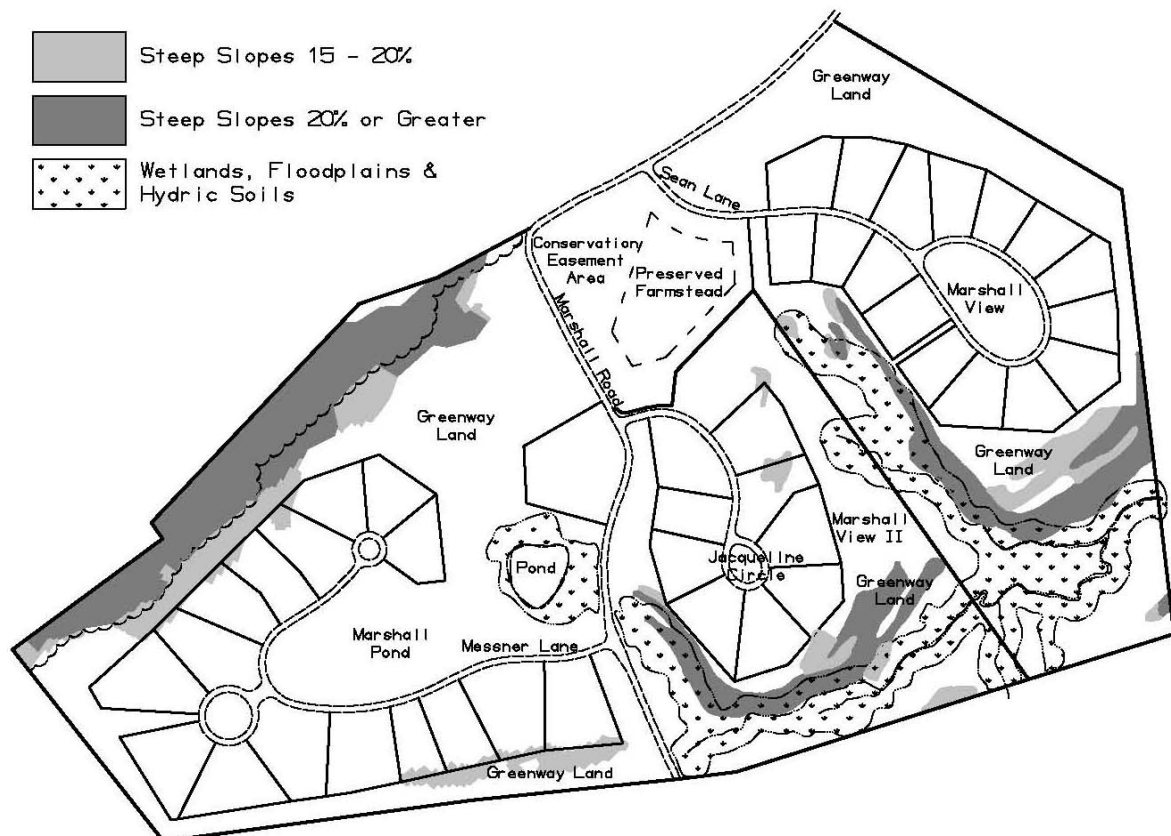 Steep Slopes 15 - 20%
Steep Slopes 20% or Greater
Wetlands, Floodplains &
Hydric Soils
Greenway
Land
Sean Lane
Conservation
Easement
Area
Preserved
Farmstead
Marshall
View
Marshall Road
Greenway
Land
Greenway
Land
Marshall
View II
Jacqueline
Circle
Pond
Greenway
Land
Marshall
Pond
Messner Lane
Greenway Land